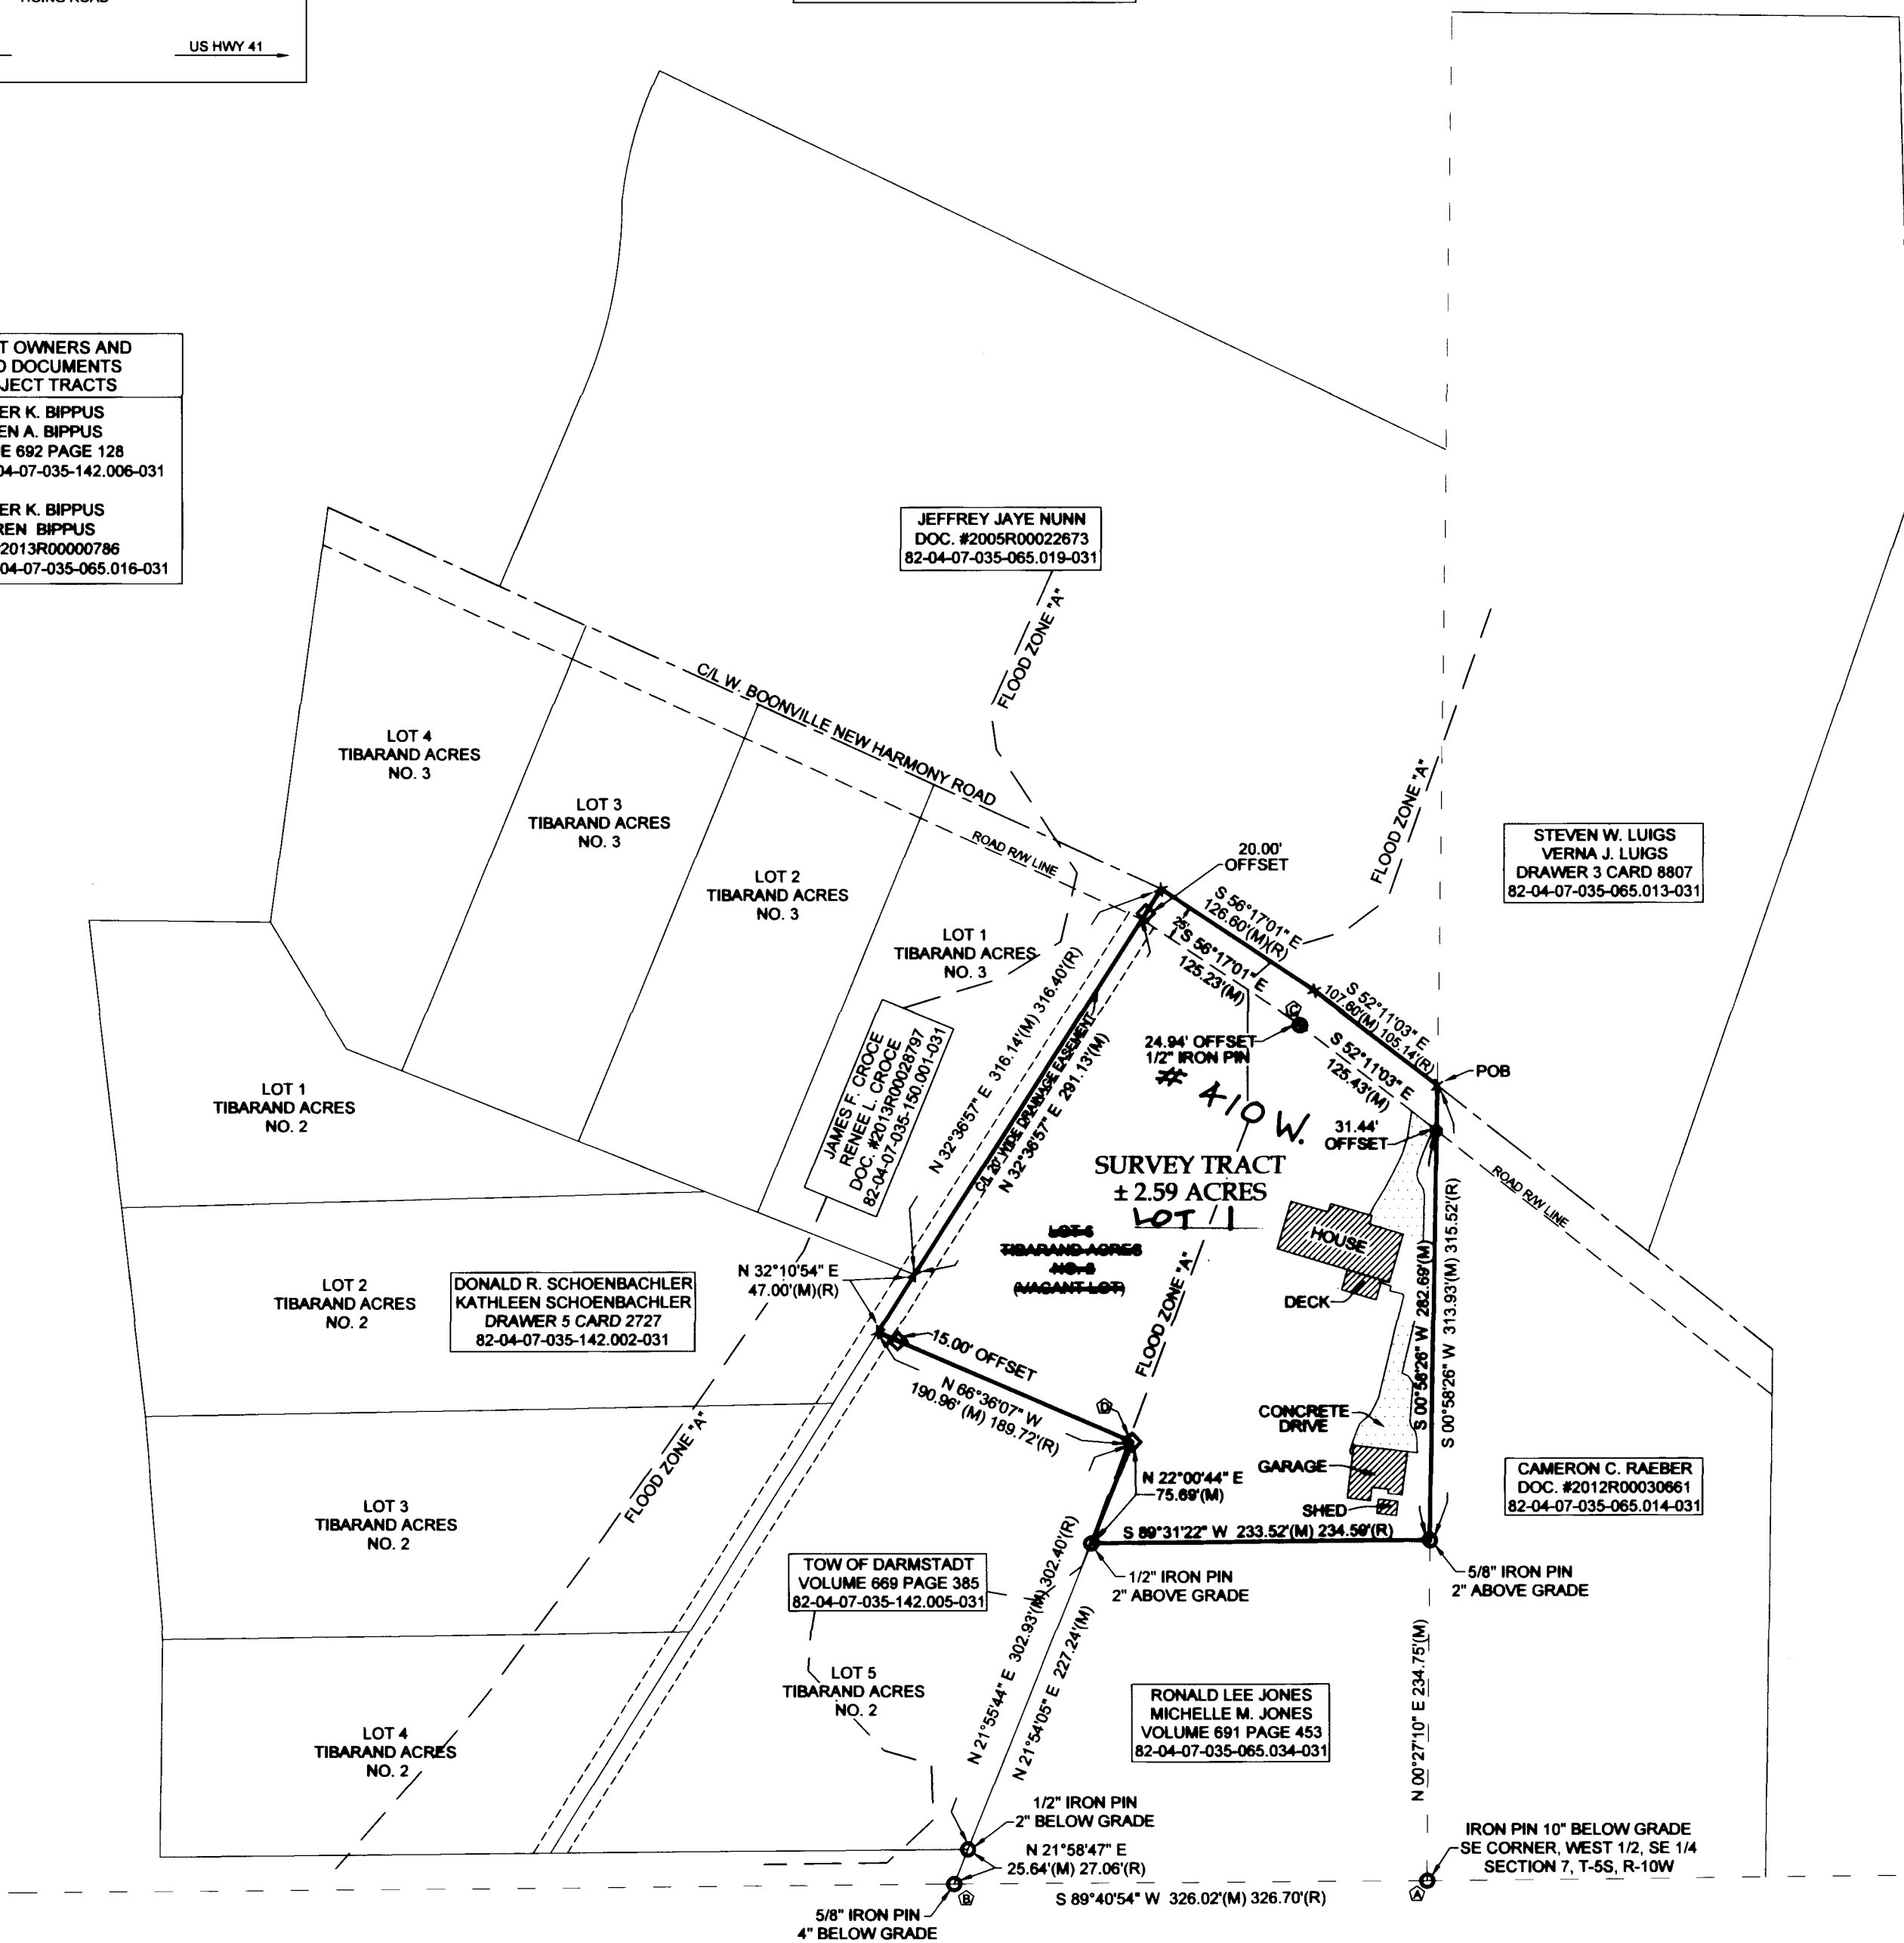 US HWY 41
T OWNERS AND
D DOCUMENTS
JECT TRACTS
ER K. BIPPUS
EN A. BIPPUS
E 692 PAGE 128
04-07-035-142.006-031
ER K. BIPPUS
REN BIPPUS
2013R00000786
04-07-035-065.016-031
JEFFREY JAYE NUNN
DOC. #2005R00022673
82-04-07-035-065.019-031
FLOOD ZONE "A"
C/L W. BOONVILLE NEW HARMONY ROAD
ROAD R/W LINE
LOT 4
TIBARAND ACRES
NO. 3
LOT 3
TIBARAND ACRES
NO. 3
LOT 2
TIBARAND ACRES
NO. 3
LOT 1
TIBARAND ACRES
NO. 3
FLOOD ZONE "A"
STEVEN W. LUIGS
VERNA J. LUIGS
DRAWER 3 CARD 8807
82-04-07-035-065.013-031
20.00'
OFFSET
S 56°17'01" E
126.60'(M)(R)
25'
S 56°17'01" E
125.23'(M)
S 52°11'03" E
107.60'(M) 105.14'(R)
C
24.94' OFFSET
1/2" IRON PIN
S 52°11'03" E
125.43'(M)
POB
31.44'
OFFSET
ROAD R/W LINE
# 410 W.
SURVEY TRACT
± 2.59 ACRES
LOT 1
LOT 6
TIBARAND ACRES
NO. 2
(VACANT LOT)
JAMES F. CROCE
RENEE L. CROCE
DOC. #2013R00028797
82-04-07-035-150.001-031
N 32°36'57" E 316.14'(M) 316.40'(R)
C/L 20' WIDE DRAINAGE EASEMENT
N 32°36'57" E 291.13'(M)
HOUSE
DECK
CONCRETE
DRIVE
GARAGE
SHED
S 00°58'26" W 282.69'(M)
S 00°58'26" W 313.93'(M) 315.52'(R)
FLOOD ZONE "A"
N 32°10'54" E
47.00'(M)(R)
15.00' OFFSET
N 66°36'07" W
190.96' (M) 189.72'(R)
D
N 22°00'44" E
75.69'(M)
S 89°31'22" W 233.52'(M) 234.59'(R)
1/2" IRON PIN
2" ABOVE GRADE
5/8" IRON PIN
2" ABOVE GRADE
CAMERON C. RAEBER
DOC. #2012R00030661
82-04-07-035-065.014-031
LOT 1
TIBARAND ACRES
NO. 2
LOT 2
TIBARAND ACRES
NO. 2
DONALD R. SCHOENBACHLER
KATHLEEN SCHOENBACHLER
DRAWER 5 CARD 2727
82-04-07-035-142.002-031
LOT 3
TIBARAND ACRES
NO. 2
FLOOD ZONE "A"
LOT 4
TIBARAND ACRES
NO. 2
TOW OF DARMSTADT
VOLUME 669 PAGE 385
82-04-07-035-142.005-031
LOT 5
TIBARAND ACRES
NO. 2
N 21°55'44" E 302.93'(M) 302.40'(R)
N 21°54'05" E 227.24'(M)
RONALD LEE JONES
MICHELLE M. JONES
VOLUME 691 PAGE 453
82-04-07-035-065.034-031
N 00°27'10" E 234.75'(M)
1/2" IRON PIN
2" BELOW GRADE
N 21°58'47" E
25.64'(M) 27.06'(R)
B
S 89°40'54" W 326.02'(M) 326.70'(R)
A
5/8" IRON PIN
4" BELOW GRADE
IRON PIN 10" BELOW GRADE
SE CORNER, WEST 1/2, SE 1/4
SECTION 7, T-5S, R-10W